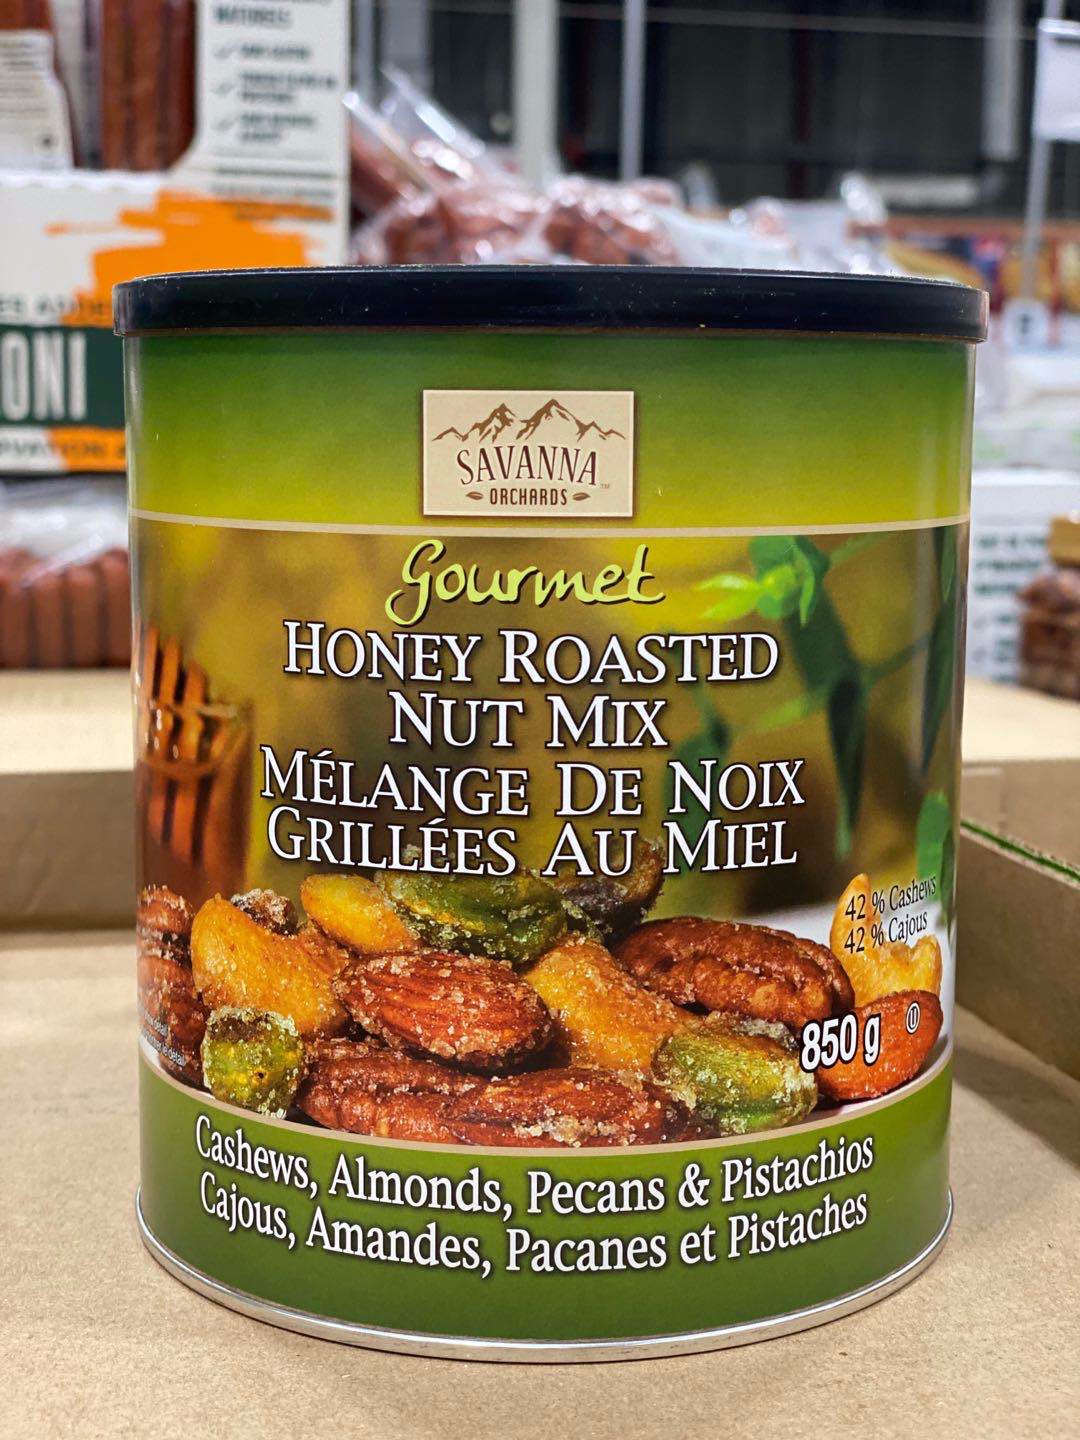 ONI
SAVANNA™
ORCHARDS
Gourmet
HONEY ROASTED
NUT MIX
MÉLANGE DE NOIX
GRILLÉES AU MIEL
42 % Cashews
42 % Cajous
850 g
U
Cashews, Almonds, Pecans & Pistachios
Cajous, Amandes, Pacanes et Pistaches